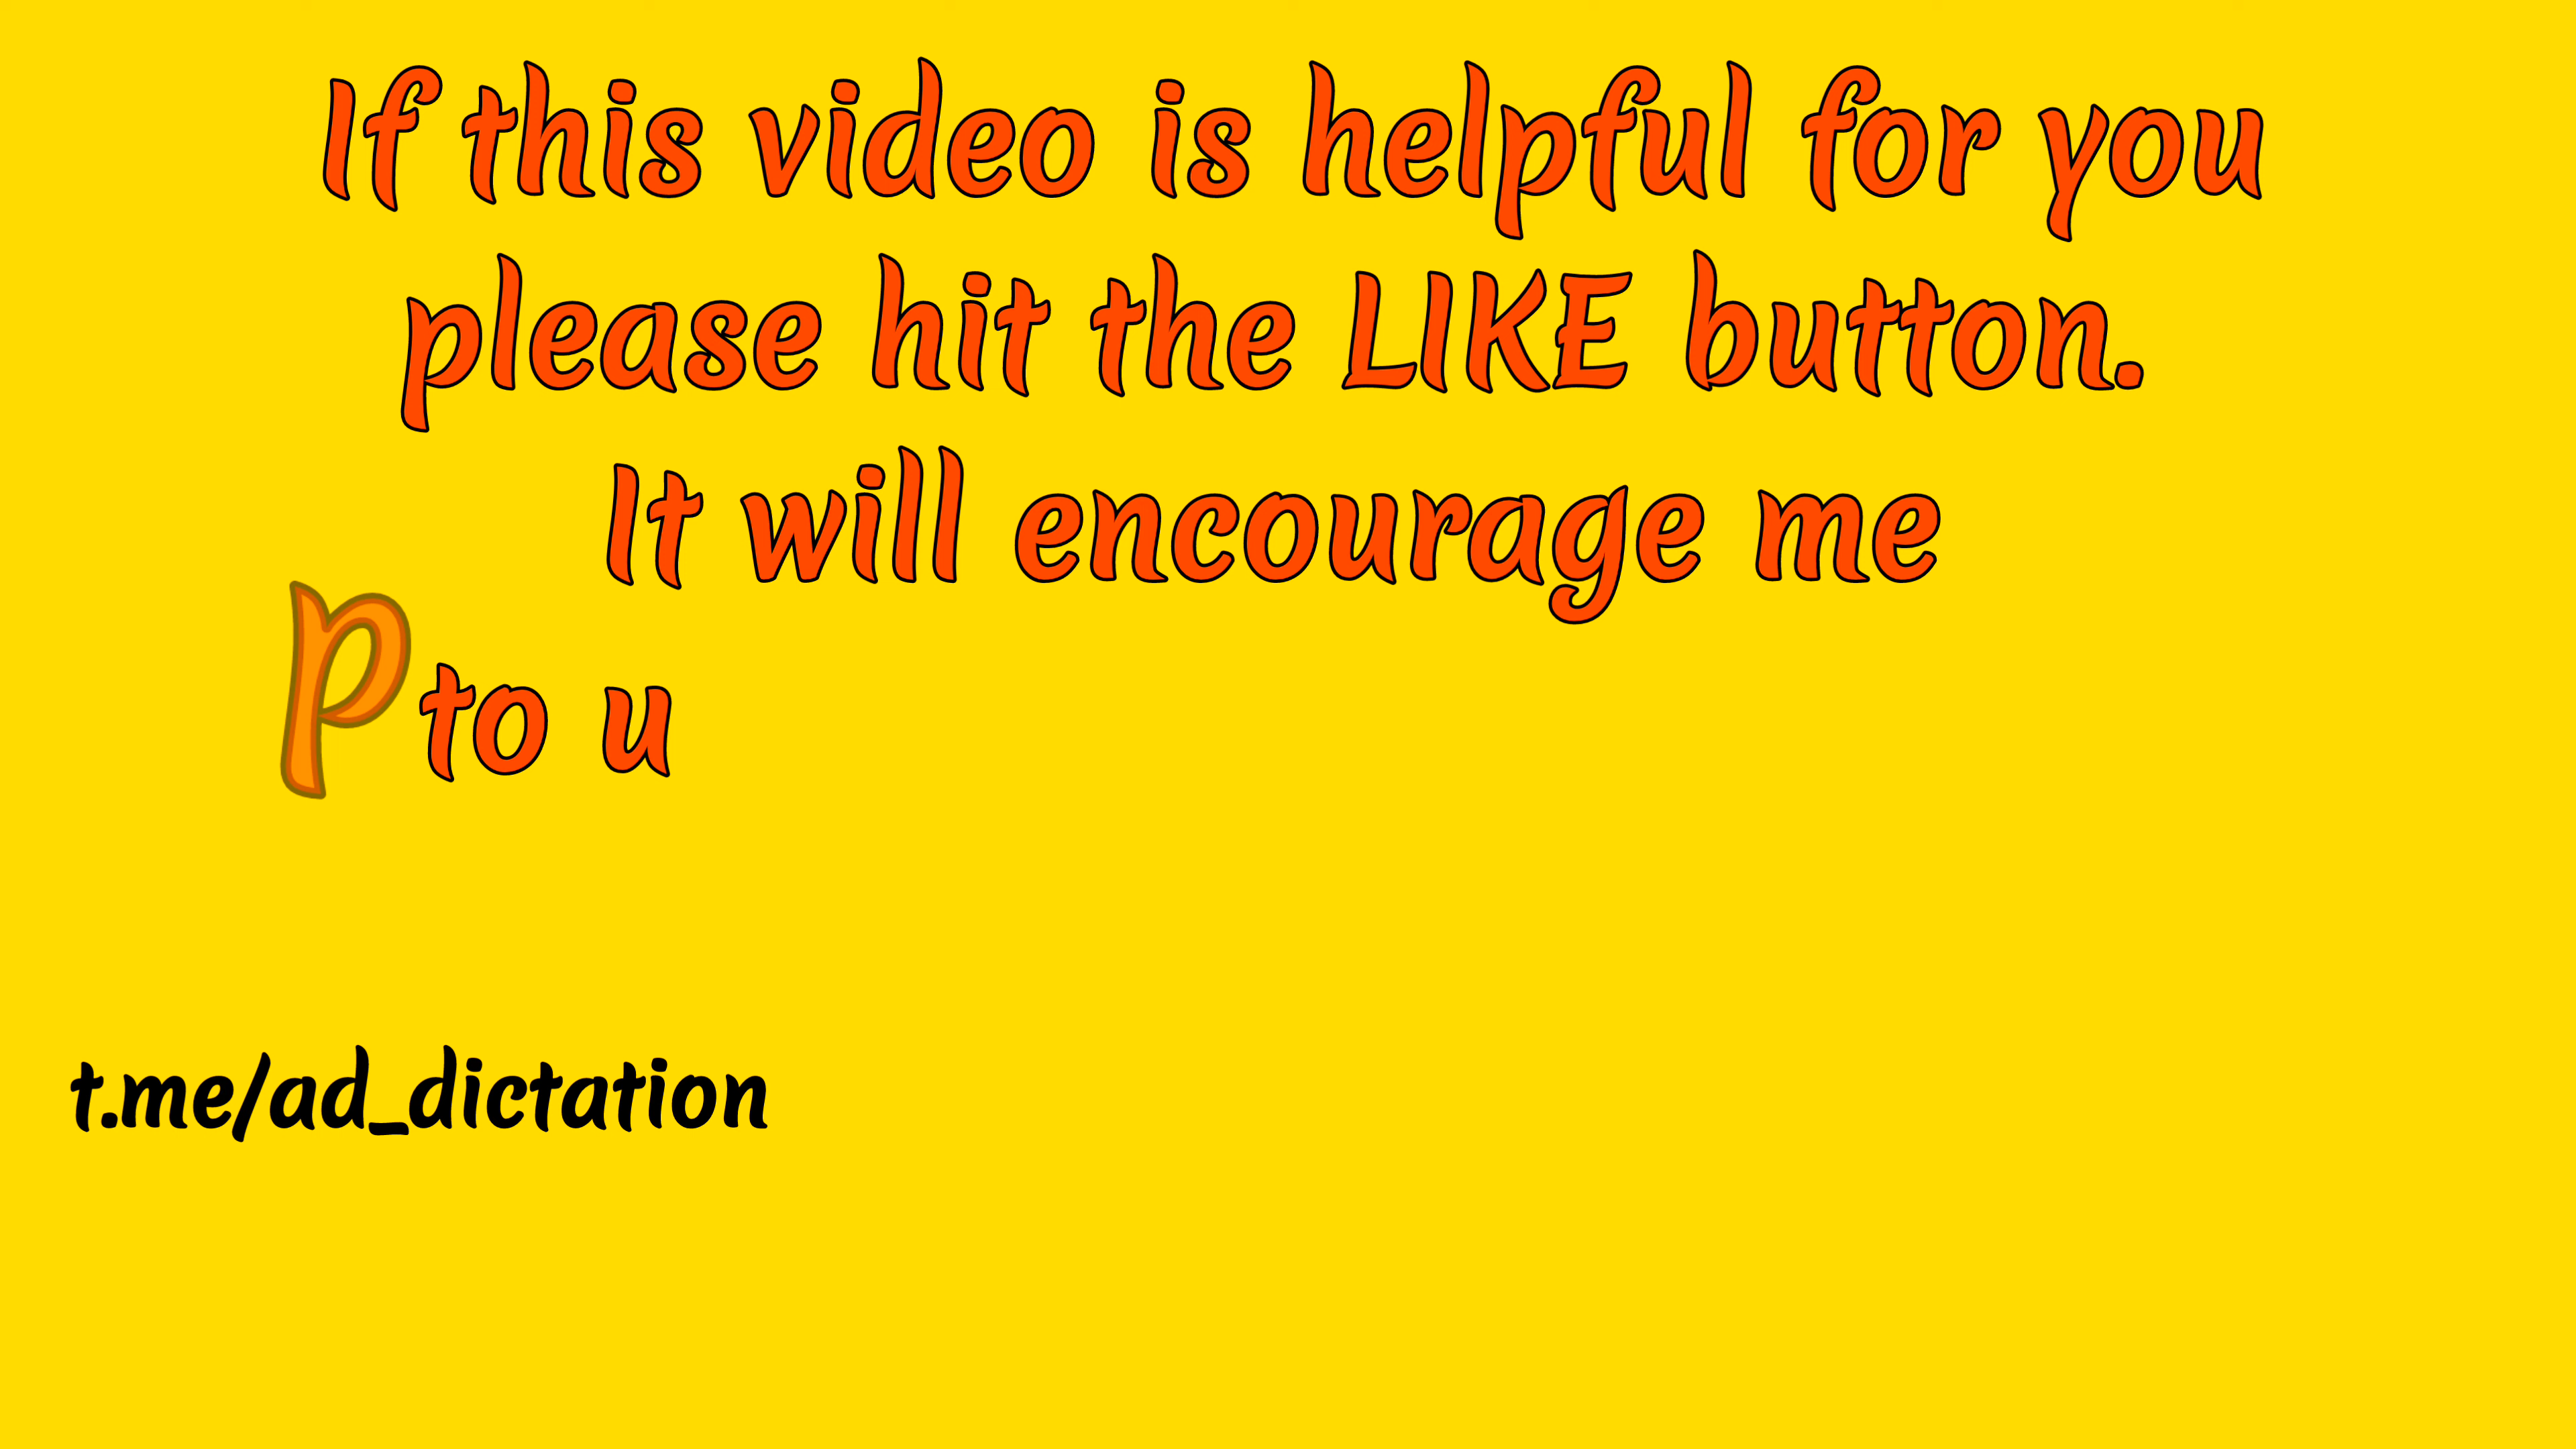 If this video is helpful for you
please hit the LIKE button.
It will encourage me
to up
t.me/ad_dictation